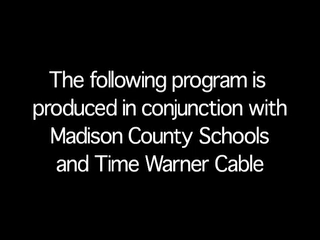 The following program is
produced in conjunction with
Madison County Schools
and Time Warner Cable